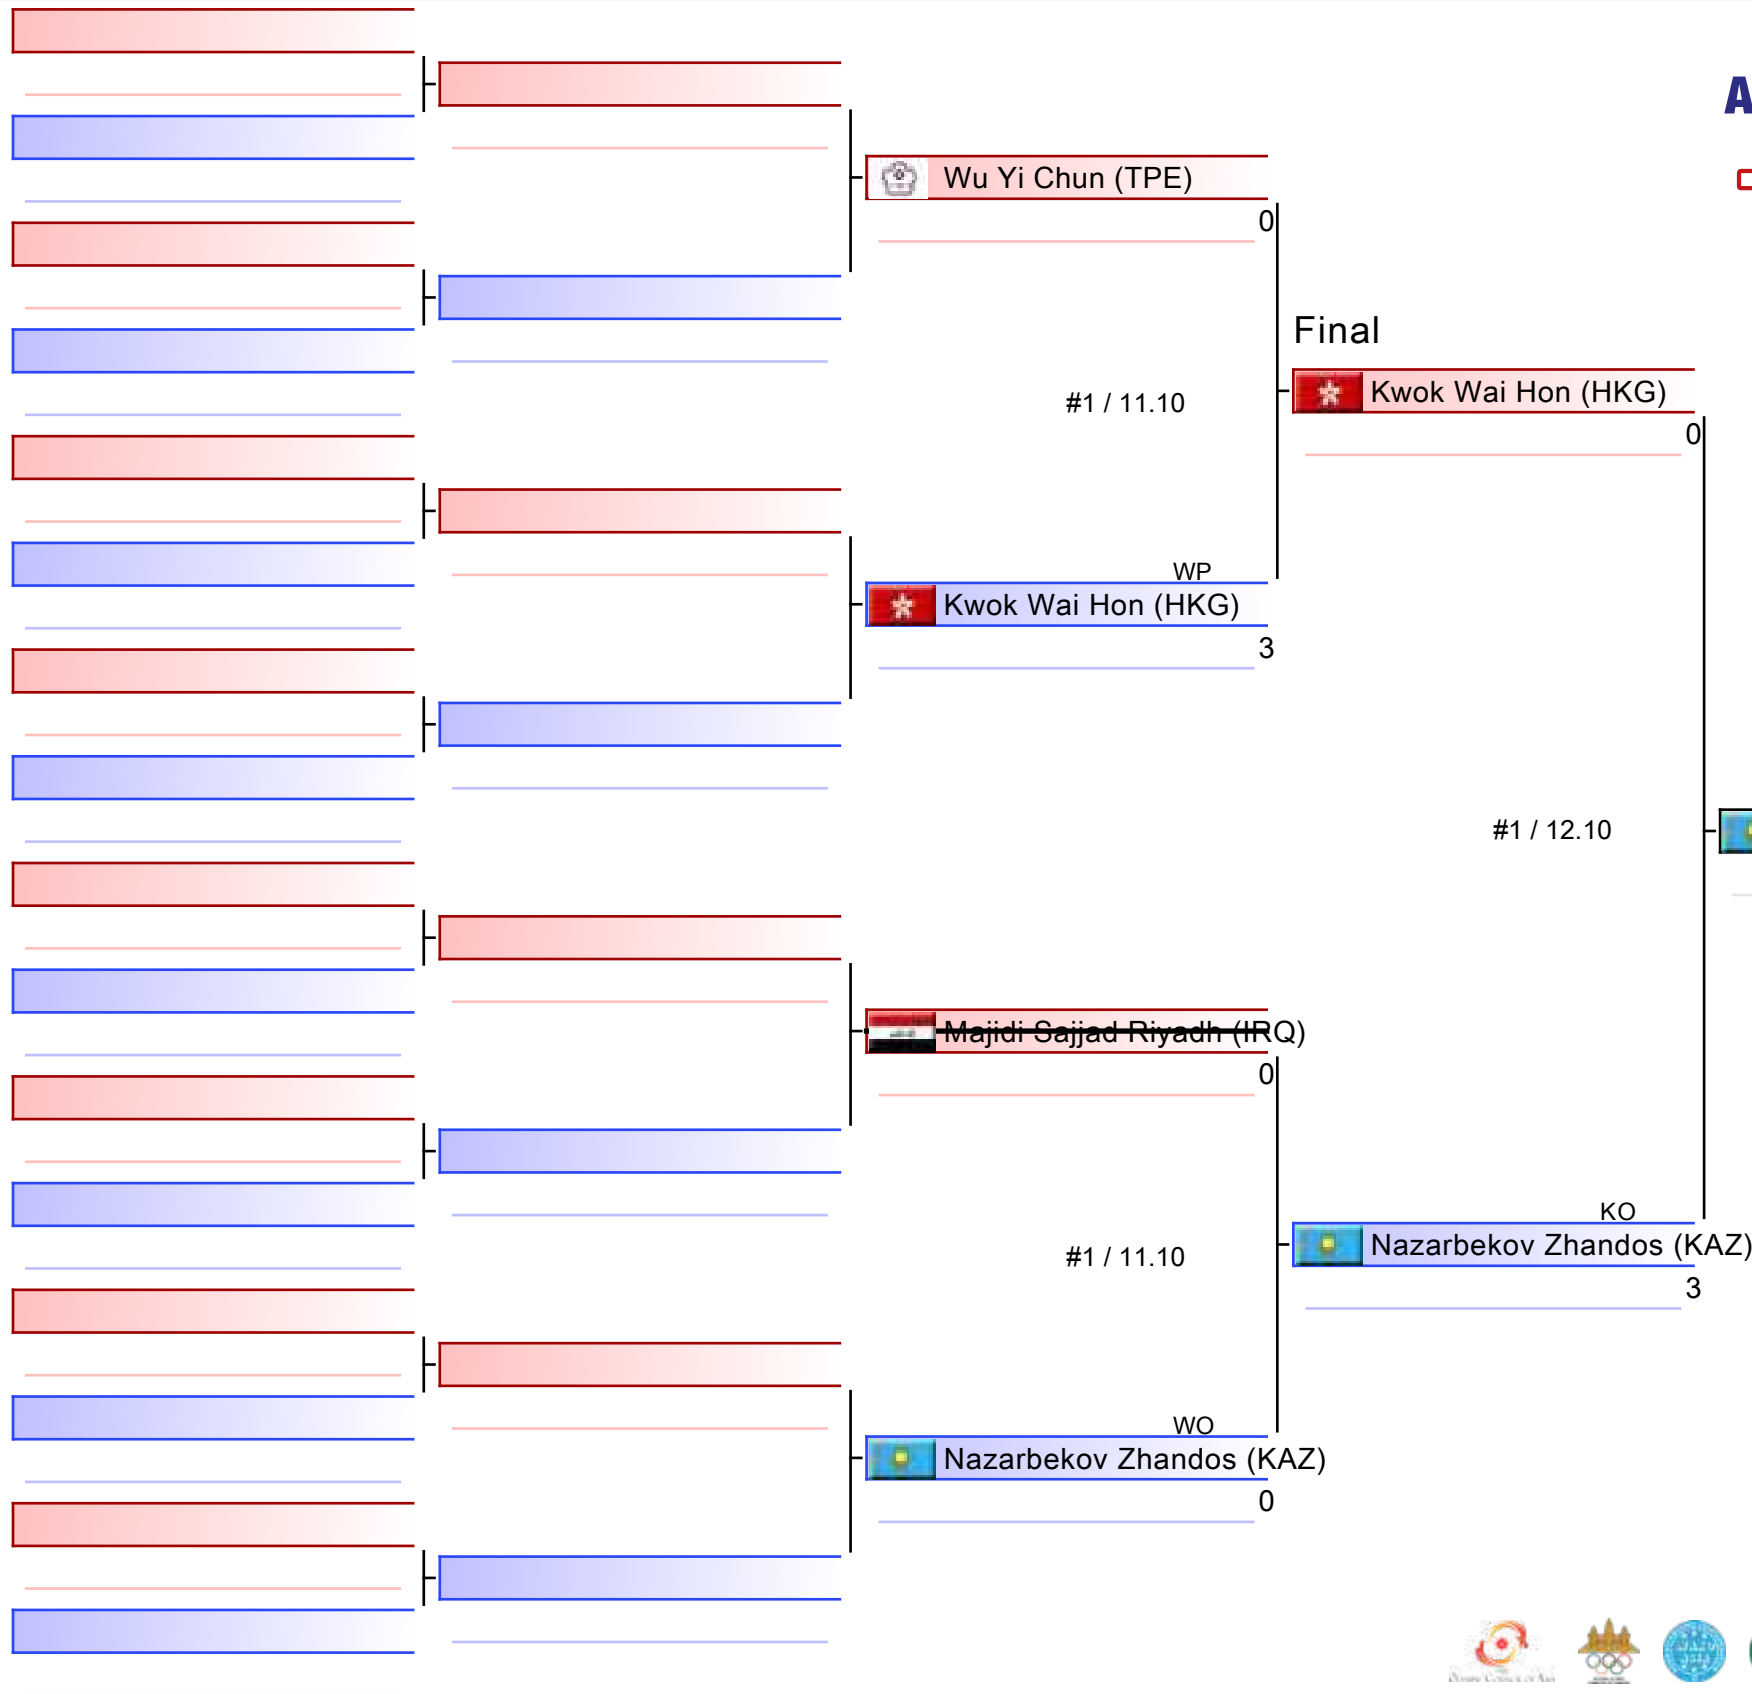 A
Wu Yi Chun (TPE)
0
Final
#1 / 11.10
Kwok Wai Hon (HKG)
0
WP
Kwok Wai Hon (HKG)
3
#1 / 12.10
Majidi Sajjad Riyadh (IRQ)
0
#1 / 11.10
KO
Nazarbekov Zhandos (KAZ)
3
WO
Nazarbekov Zhandos (KAZ)
0